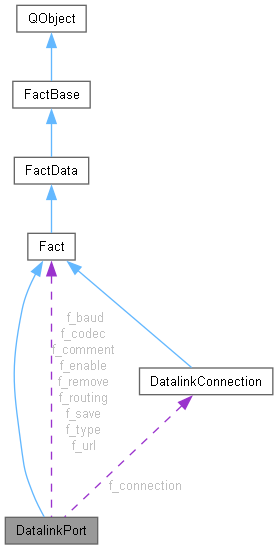 QObject
FactBase
FactData
Fact
f_baud
f_codec
f_comment
f_enable
f_remove
f_routing
f_save
f_type
f_url
DatalinkConnection
f_connection
DatalinkPort